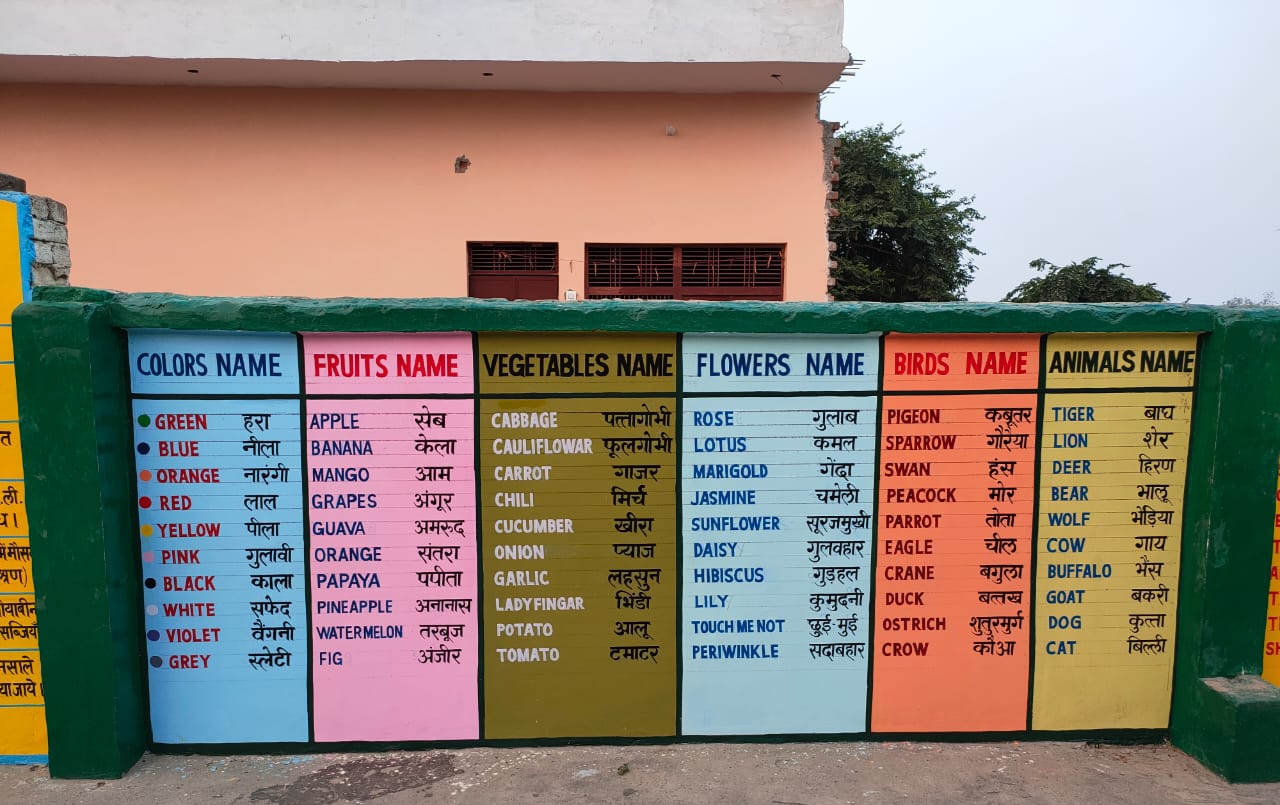 COLORS NAME
GREEN हरा
BLUE नीला
ORANGE नारंगी
RED लाल
YELLOW पीला
PINK गुलावी
BLACK काला
WHITE सफेद
VIOLET वैंगनी
GREY स्लेटी
FRUITS NAME
APPLE सेब
BANANA केला
MANGO आम
GRAPES अंगूर
GUAVA अमरुद
ORANGE संतरा
PAPAYA पपीता
PINEAPPLE अनानास
WATERMELON तरबूज
FIG अंजीर
VEGETABLES NAME
CABBAGE पत्तागोभी
CAULIFLOWAR फूलगोभी
CARROT गाजर
CHILI मिर्च
CUCUMBER खीरा
ONION प्याज
GARLIC लहसुन
LADYFINGAR भिंडी
POTATO आलू
TOMATO टमाटर
FLOWERS NAME
ROSE गुलाब
LOTUS कमल
MARIGOLD गेंदा
JASMINE चमेली
SUNFLOWER सूरजमुखी
DAISY गुलवहार
HIBISCUS गुड़हल
LILY कुमुदनी
TOUCH ME NOT छुई-मुई
PERIWINKLE सदाबहार
BIRDS NAME
PIGEON कबूतर
SPARROW गौरेया
SWAN हंस
PEACOCK मोर
PARROT तोता
EAGLE चील
CRANE बगुला
DUCK बत्तख
OSTRICH शुतुरमुर्ग
CROW कौआ
ANIMALS NAME
TIGER बाघ
LION शेर
DEER हिरण
BEAR भालू
WOLF भेड़िया
COW गाय
BUFFALO भैंस
GOAT बकरी
DOG कुत्ता
CAT बिल्ली